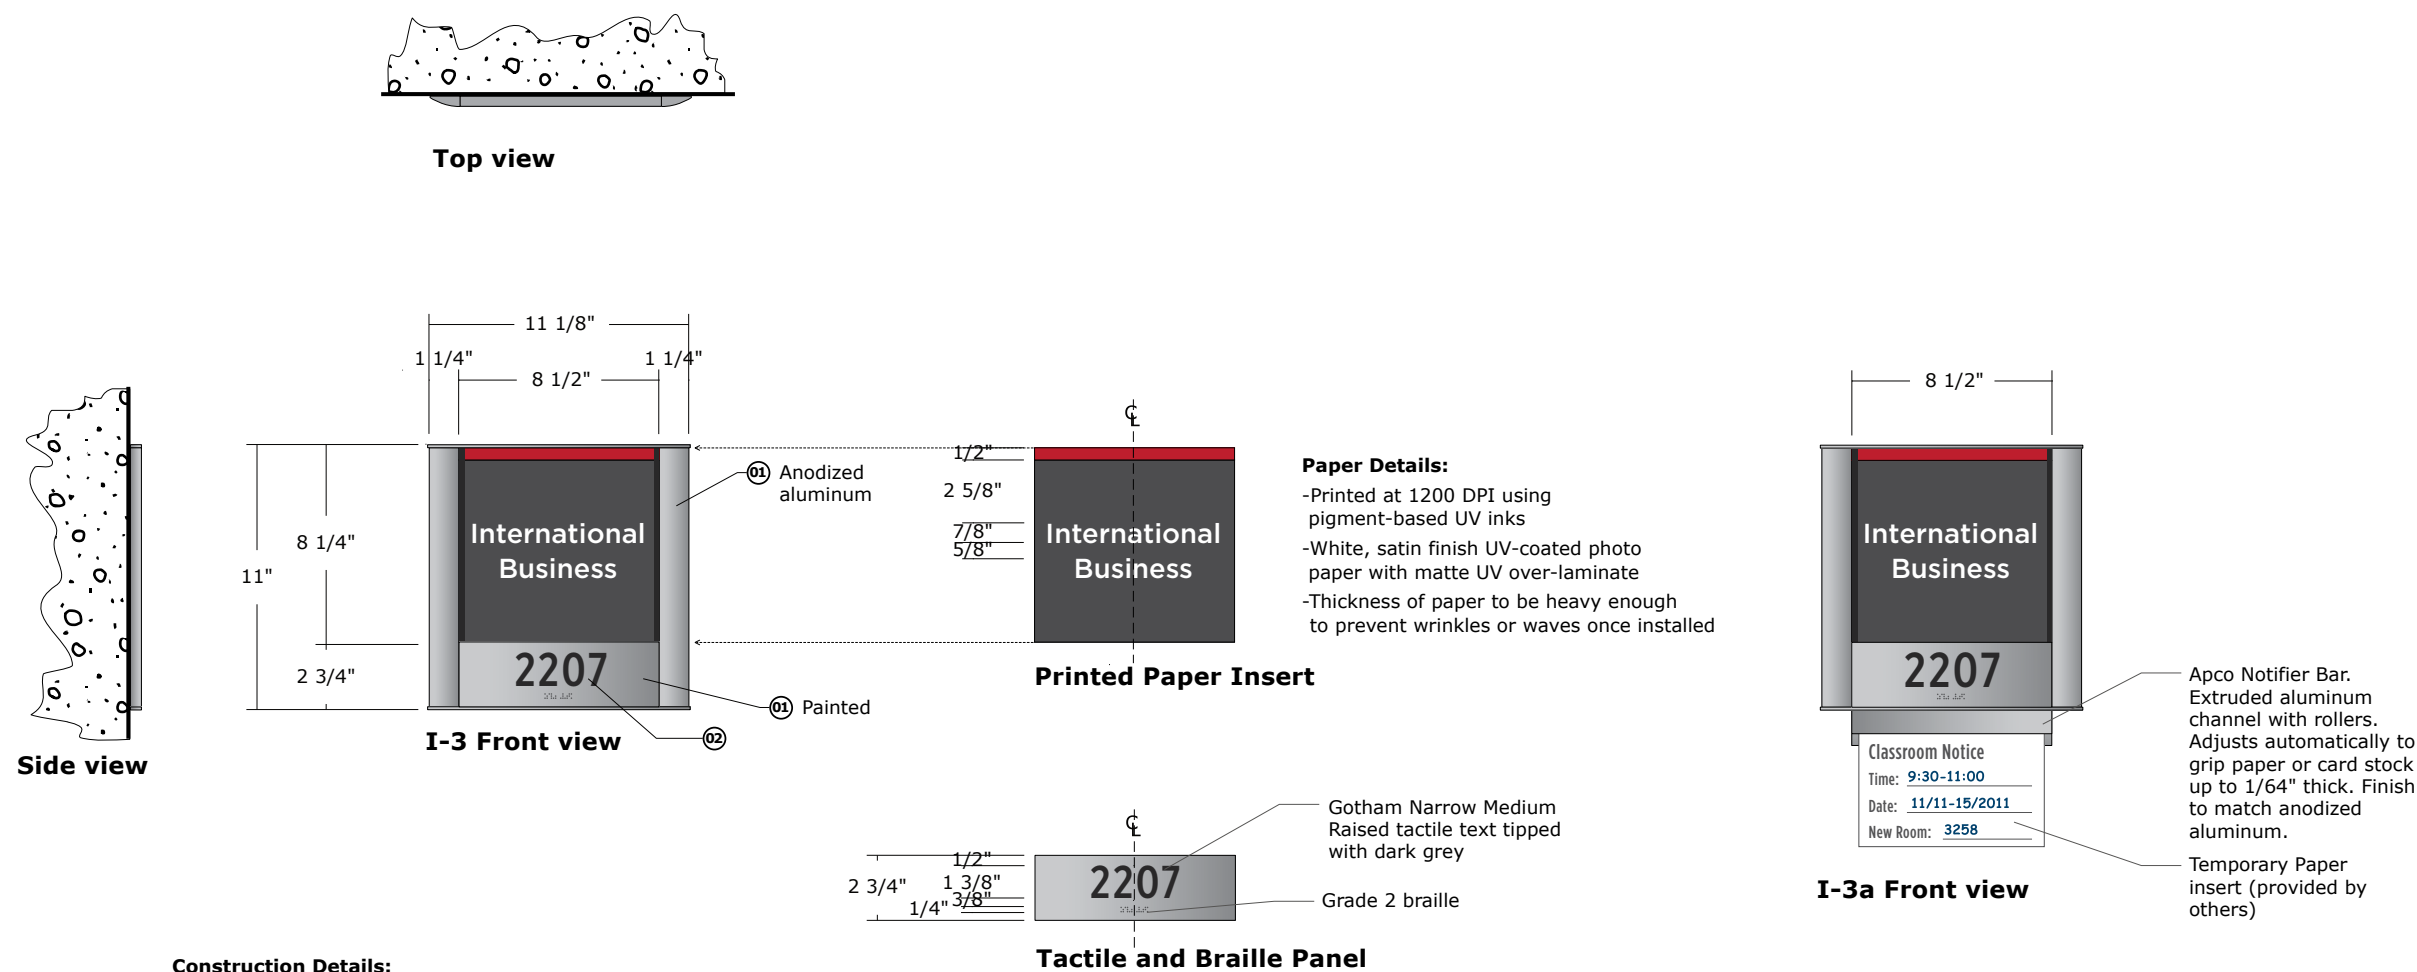 Top view
11 1/8"
1 1/4"
1 1/4"
8 1/2"
11"
8 1/4"
2 3/4"
International
Business
2207
01 Anodized
aluminum
01 Painted
02
Side view
I-3 Front view
CL
1/2"
2 5/8"
7/8"
5/8"
International
Business
Printed Paper Insert
Paper Details:
-Printed at 1200 DPI using
pigment-based UV inks
-White, satin finish UV-coated photo
paper with matte UV over-laminate
-Thickness of paper to be heavy enough
to prevent wrinkles or waves once installed
CL
2 3/4"
1/2"
1 3/8"
3/8"
1/4"
2207
Gotham Narrow Medium
Raised tactile text tipped
with dark grey
Grade 2 braille
Tactile and Braille Panel
8 1/2"
International
Business
2207
Classroom Notice
Time: 9:30-11:00
Date: 11/11-15/2011
New Room: 3258
Apco Notifier Bar.
Extruded aluminum
channel with rollers.
Adjusts automatically to
grip paper or card stock
up to 1/64" thick. Finish
to match anodized
aluminum.
Temporary Paper
insert (provided by
others)
I-3a Front view
Construction Details: